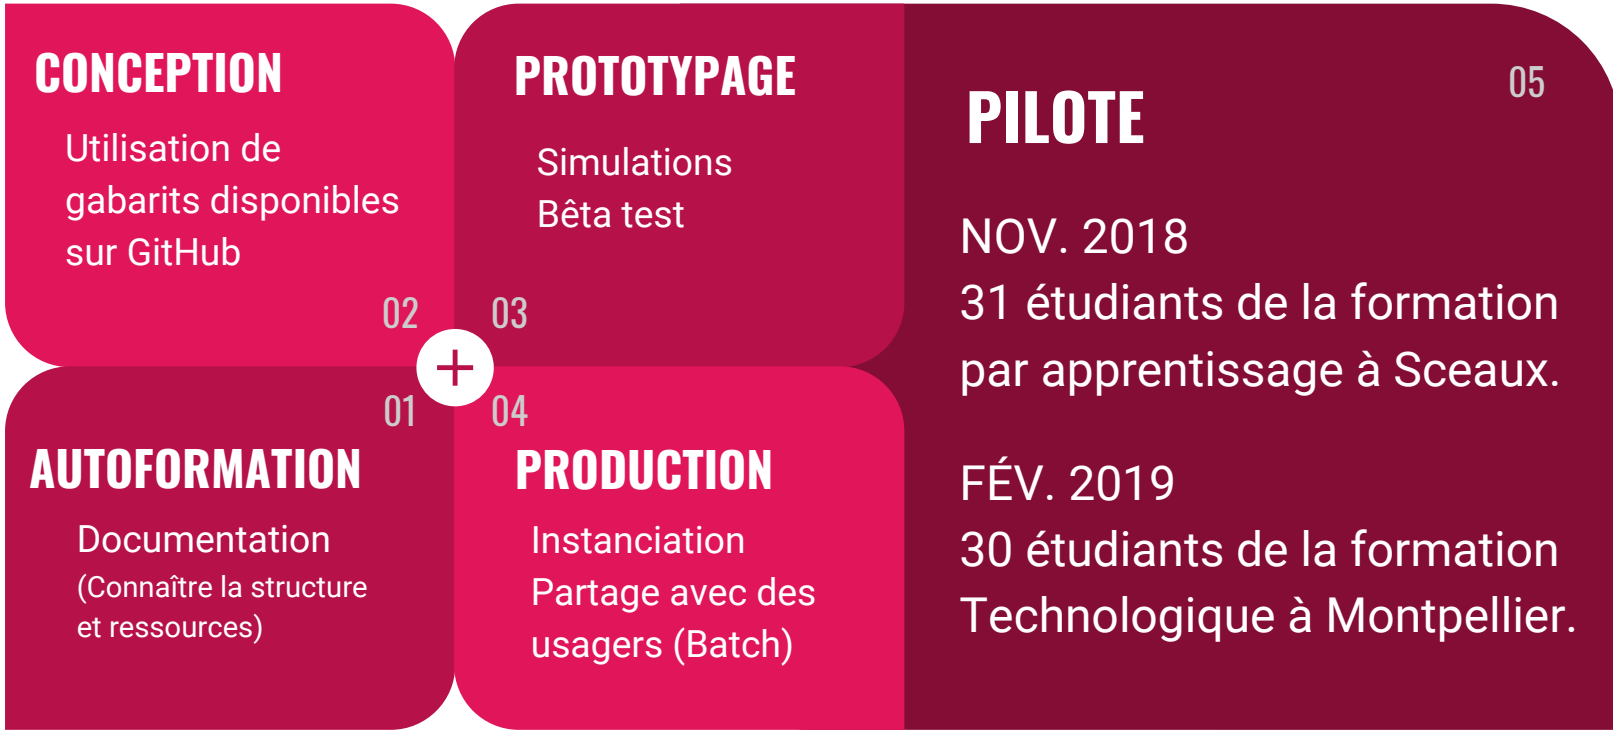 CONCEPTION
Utilisation de
gabarits disponibles
sur GitHub
02
PROTOTYPAGE
Simulations
Bêta test
03
01
AUTOFORMATION
Documentation
(Connaître la structure
et ressources)
04
PRODUCTION
Instanciation
Partage avec des
usagers (Batch)
05
PILOTE
NOV. 2018
31 étudiants de la formation
par apprentissage à Sceaux.
FÉV. 2019
30 étudiants de la formation
Technologique à Montpellier.